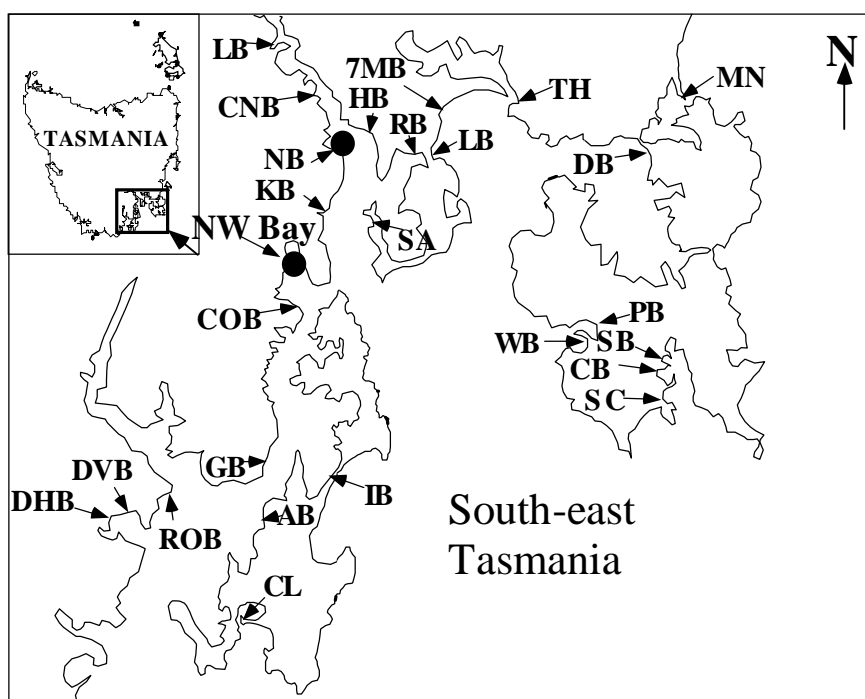 TASMANIA
LB
CNB
NB
KB
NW Bay
COB
7MB
HB
RB
LB
SA
TH
MN
N
DB
PB
WB
SB
CB
SC
GB
DVB
DHB
ROB
AB
IB
CL
South-east
Tasmania